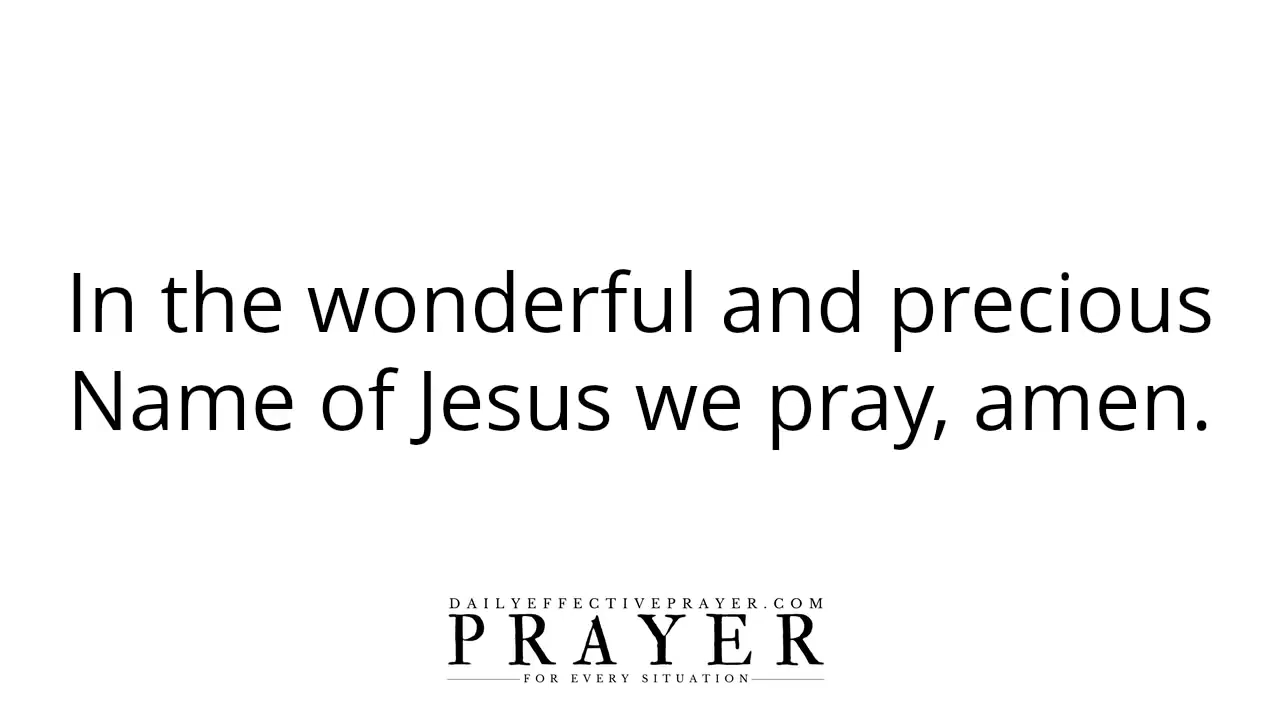 In the wonderful and precious
Name of Jesus we pray, amen.
DAILYEFFECTIVEPRAYER.COM
PRAYER
FOR EVERY SITUATION